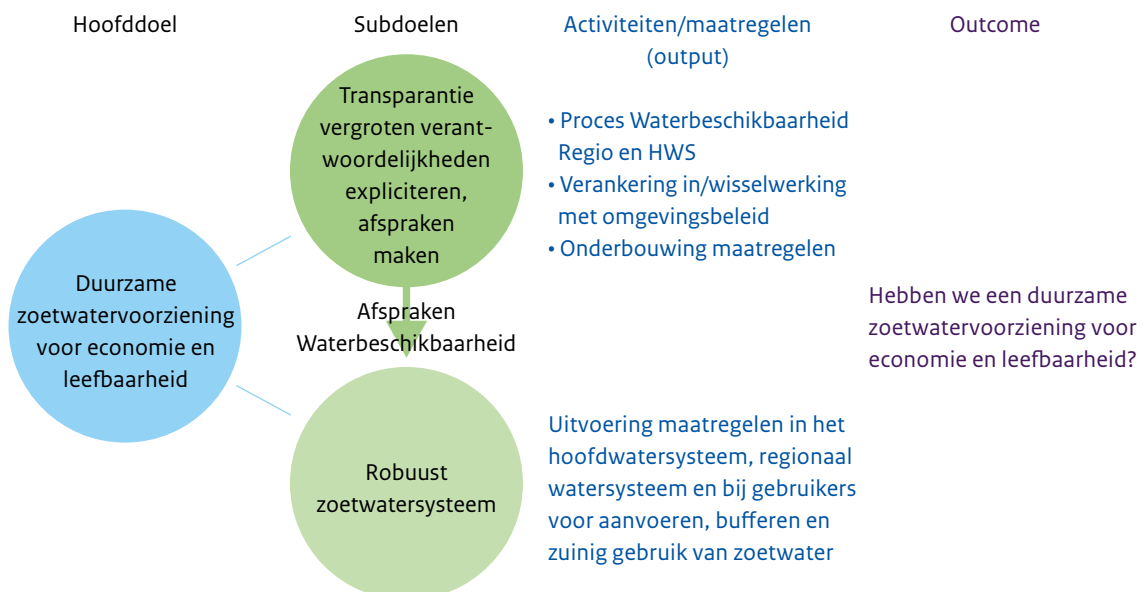 Hoofddoel
Subdoelen
Activiteiten/maatregelen
(output)
Outcome
Transparantie
vergroten verant-
woordelijkheden
expliciteren,
afspraken
maken
• Proces Waterbeschikbaarheid
Regio en HWS
• Verankering in/wisselwerking
met omgevingsbeleid
• Onderbouwing maatregelen
Duurzame
zoetwatervoorziening
voor economie en
leefbaarheid
Afspraken
Waterbeschikbaarheid
Hebben we een duurzame
zoetwatervoorziening voor
economie en leefbaarheid?
Robuust
zoetwatersysteem
Uitvoering maatregelen in het
hoofdwatersysteem, regionaal
watersysteem en bij gebruikers
voor aanvoeren, bufferen en
zuinig gebruik van zoetwater